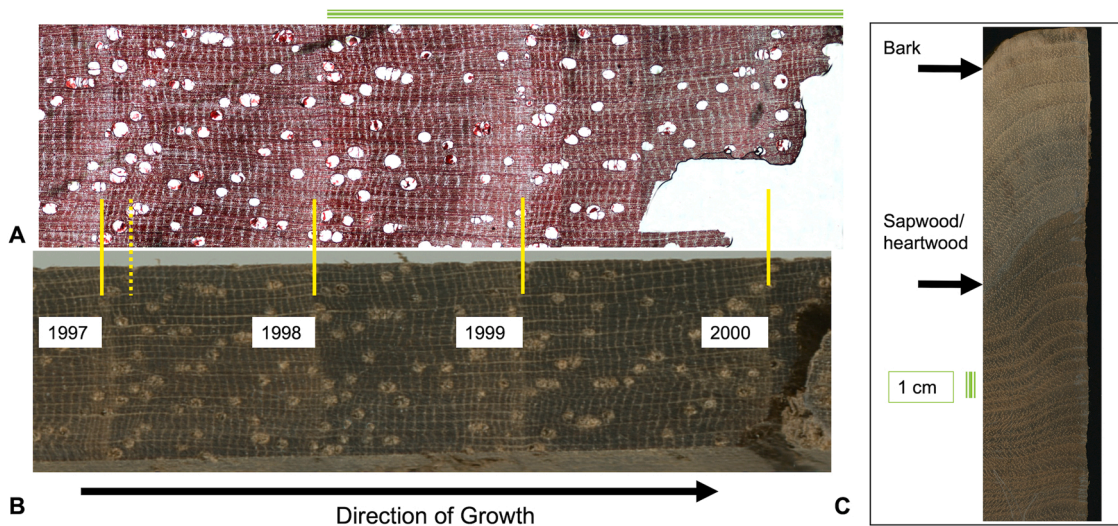 A
Bark
Sapwood/
heartwood
1997
1998
1999
2000
1 cm
B
Direction of Growth
C